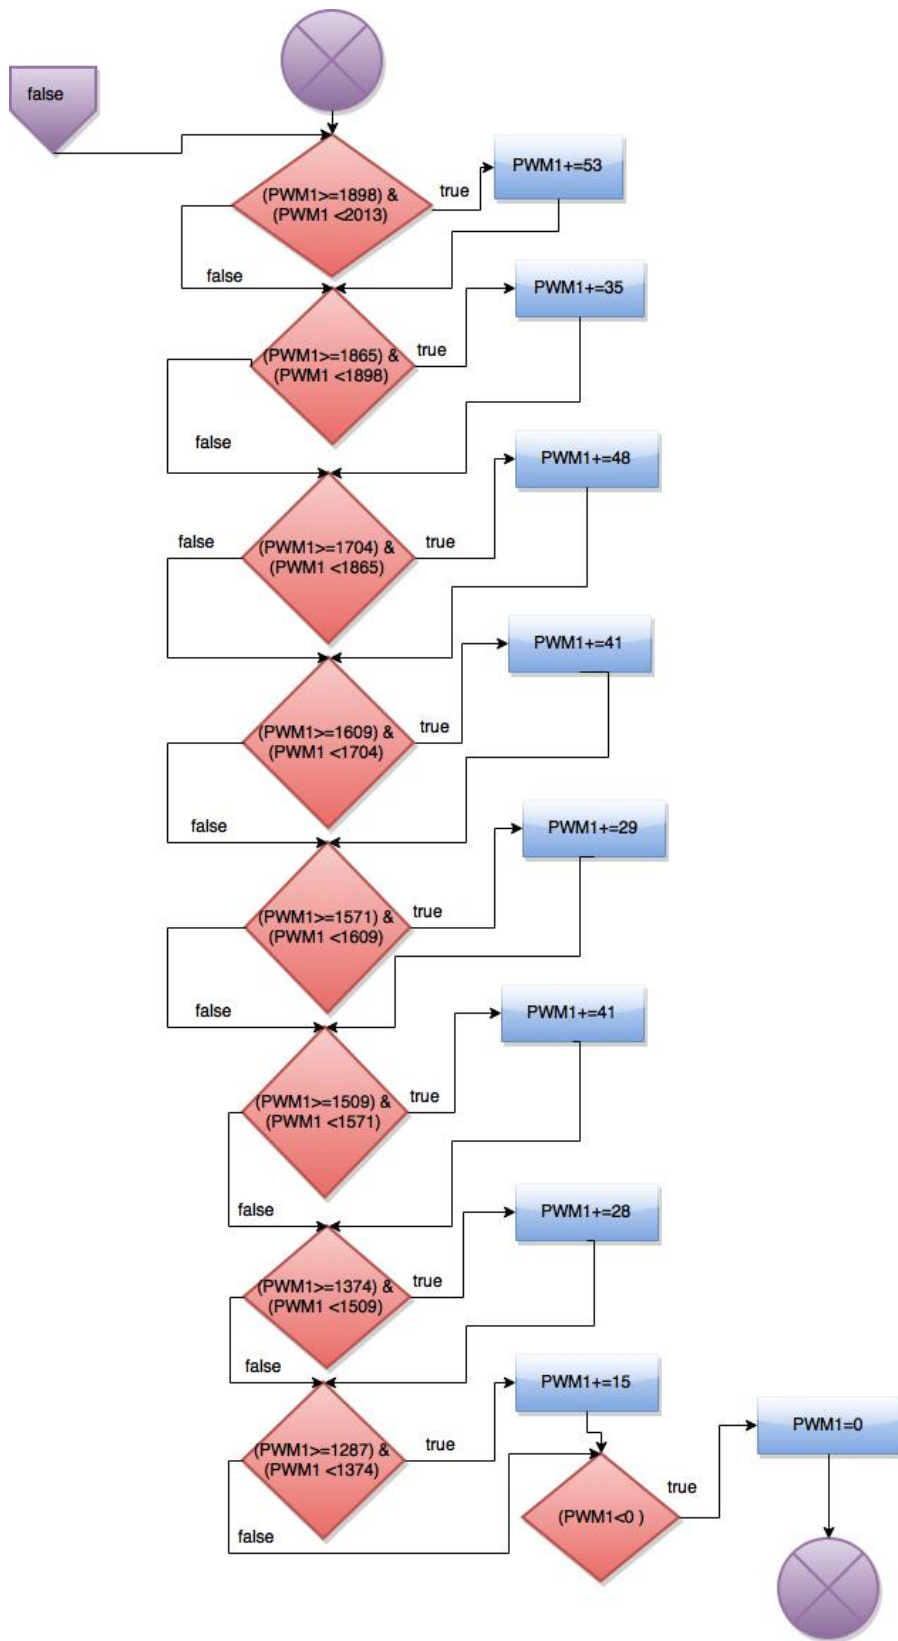 false
(PWM1>=1898) &
(PWM1 <2013)
true
PWM1+=53
false
(PWM1>=1865) &
(PWM1 <1898)
true
PWM1+=35
false
(PWM1>=1704) &
(PWM1 <1865)
true
PWM1+=48
false
(PWM1>=1609) &
(PWM1 <1704)
true
PWM1+=41
false
(PWM1>=1571) &
(PWM1 <1609)
true
PWM1+=29
false
(PWM1>=1509) &
(PWM1 <1571)
true
PWM1+=41
false
(PWM1>=1374) &
(PWM1 <1509)
true
PWM1+=28
false
(PWM1>=1287) &
(PWM1 <1374)
true
PWM1+=15
false
(PWM1<0 )
true
PWM1=0